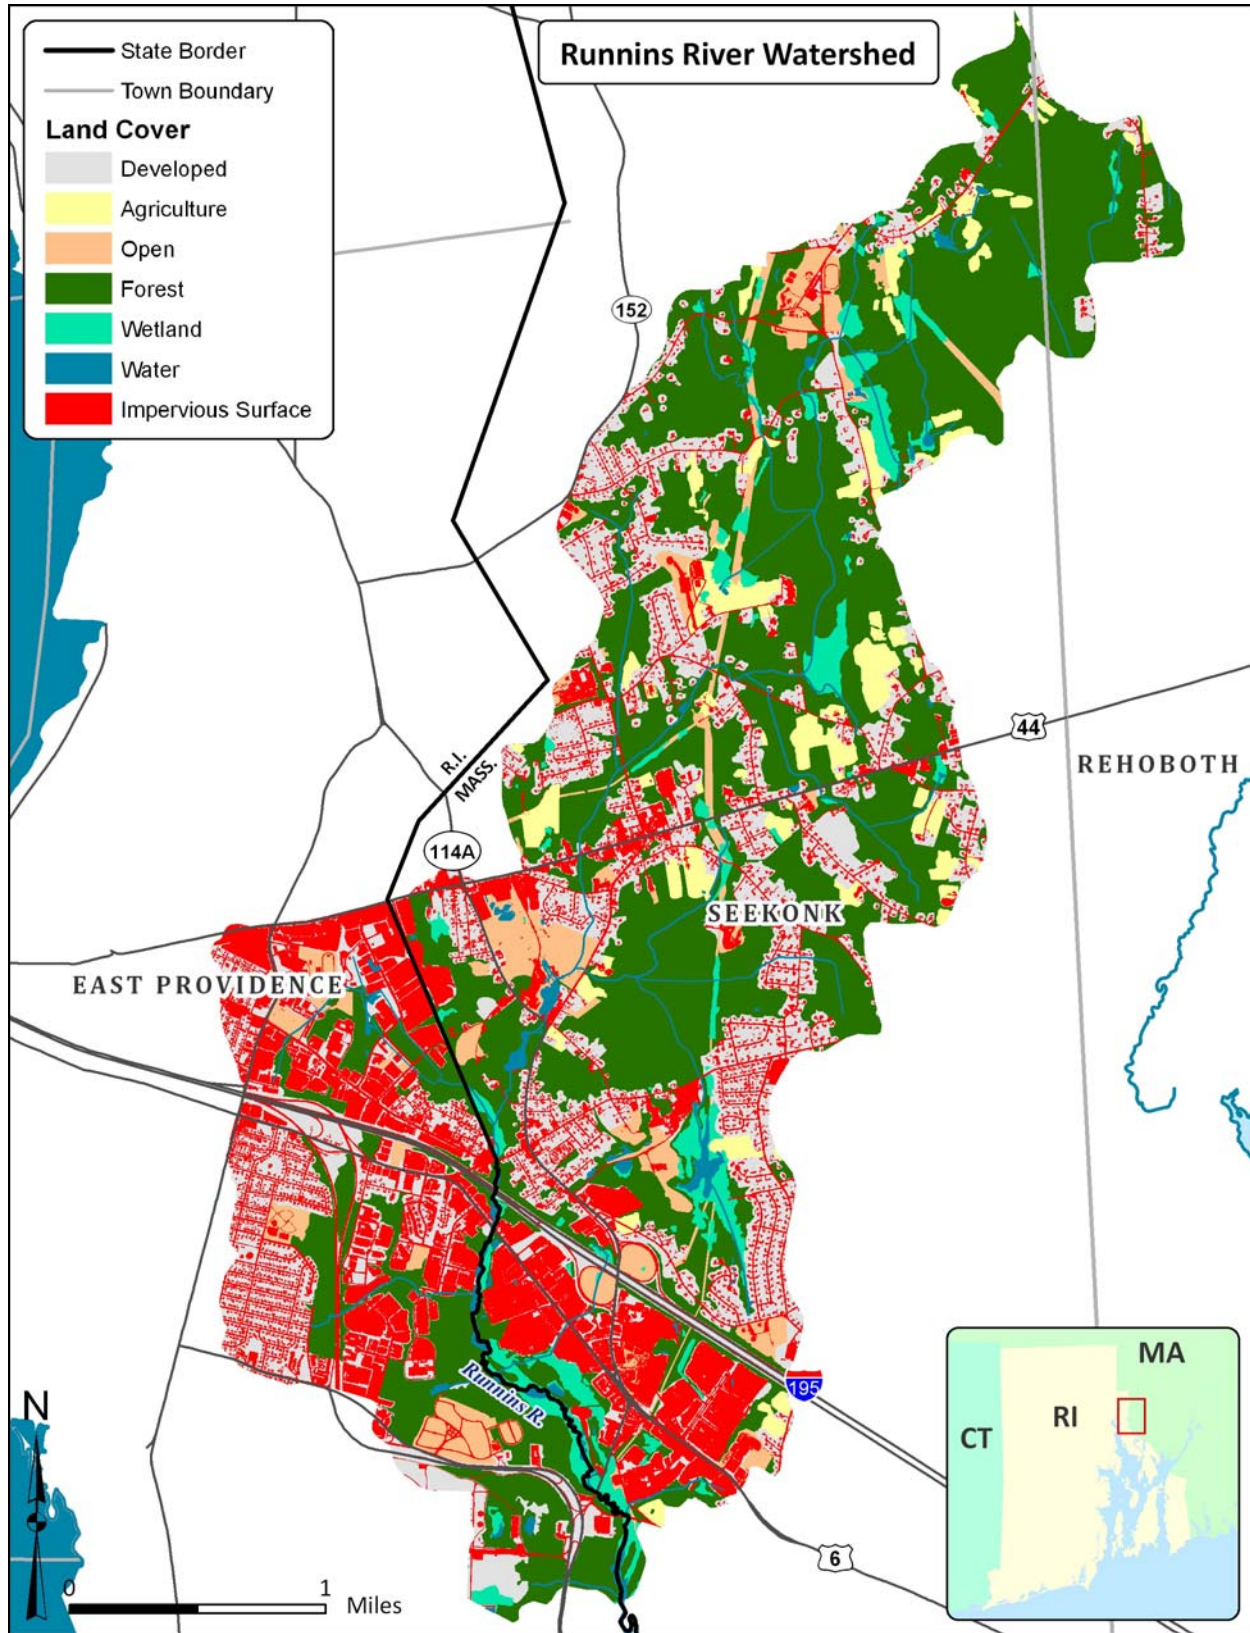 Runnins River Watershed
State Border
Town Boundary
Land Cover
Developed
Agriculture
Open
Forest
Wetland
Water
Impervious Surface
152
44
REHOBOTH
R.I.
MASS.
114A
SEEKONK
EAST PROVIDENCE
195
Runnins R.
6
N
0 1 Miles
MA
RI
CT